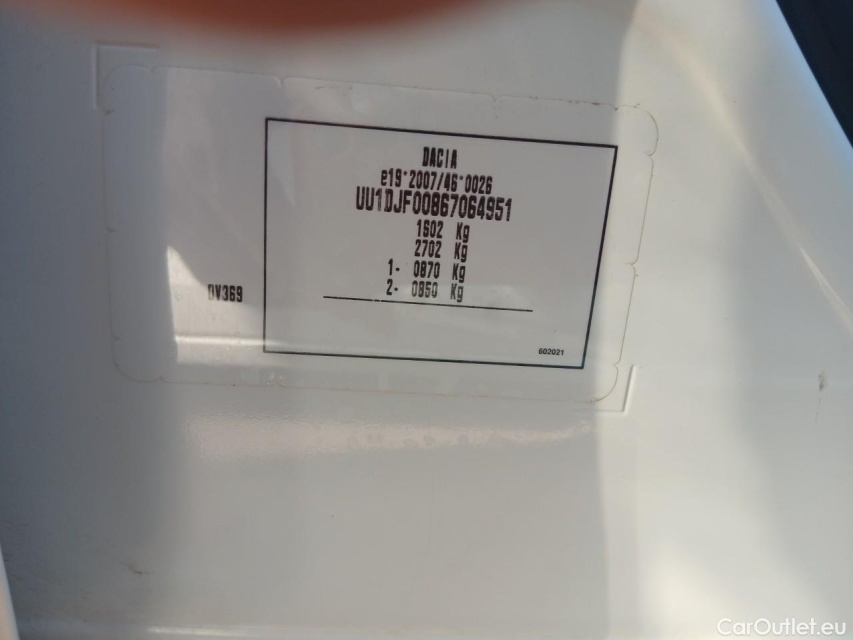 DACIA
e19*2007/46*0026
UU1DJF00867064951
1602 Kg
2702 Kg
1- 0870 Kg
2- 0850 Kg
DV369
602021
CarOutlet.eu